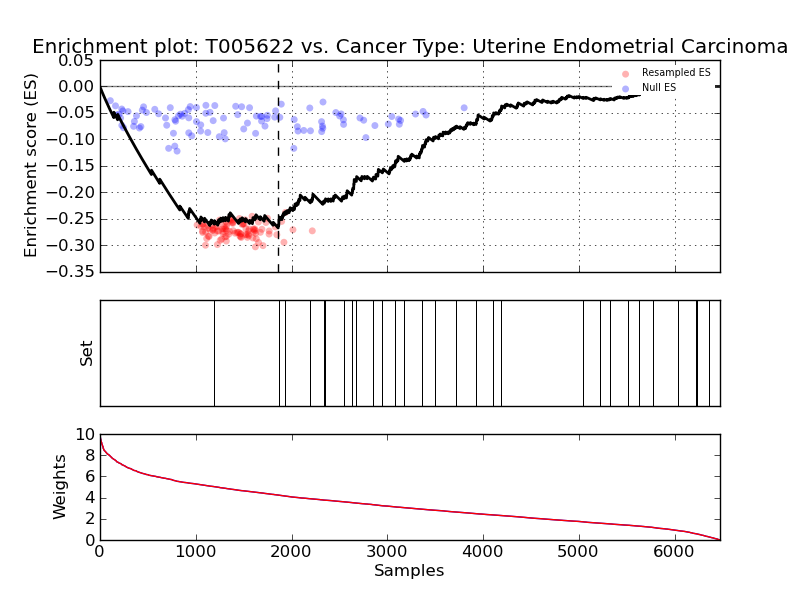 Enrichment plot: T005622 vs. Cancer Type: Uterine Endometrial Carcinoma
0.05
0.00
−0.05
−0.10
−0.15
−0.20
−0.25
−0.30
−0.35
Enrichment score (ES)
Resampled ES
Null ES
Set
10
8
6
4
2
0
Weights
0 1000 2000 3000 4000 5000 6000
Samples